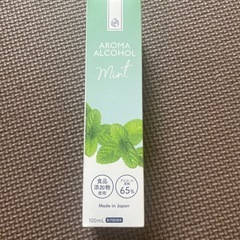 AROMA
ALCOHOL
Mint
食品
添加物
使用
65%
Made in Japan
100mL